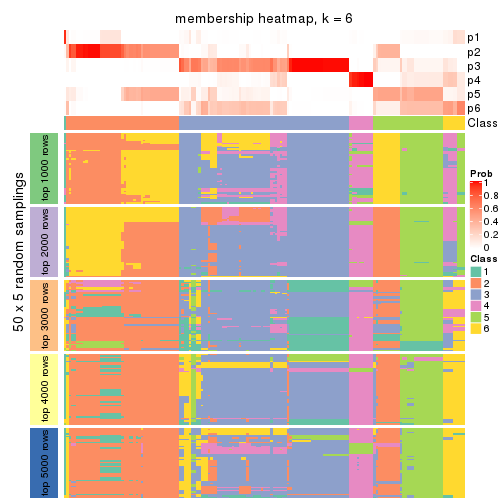 membership heatmap, k = 6
p1
p2
p3
p4
p5
p6
Class
50 x 5 random samplings
top 1000 rows
top 2000 rows
top 3000 rows
top 4000 rows
top 5000 rows
Prob
1
0.8
0.6
0.4
0.2
0
Class
1
2
3
4
5
6